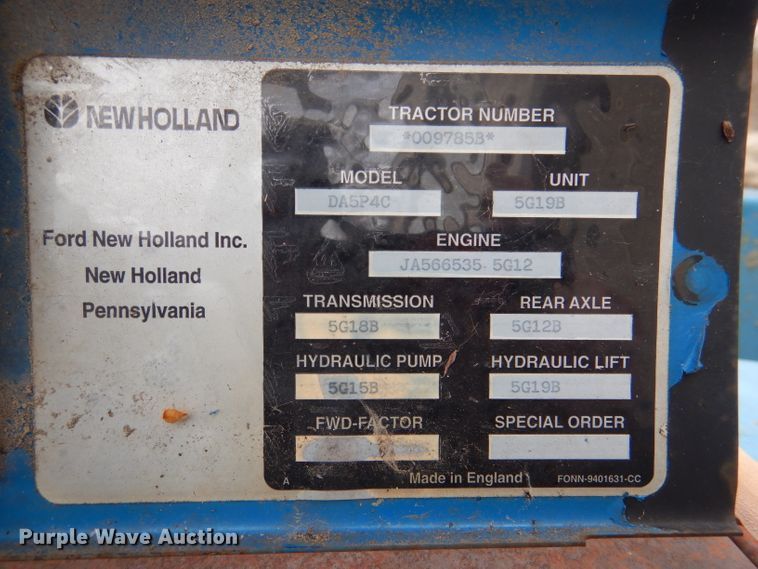 NEW HOLLAND
Ford New Holland Inc.
New Holland
Pennsylvania
TRACTOR NUMBER
*009785B*
MODEL UNIT
DA5P4C 5G19B
ENGINE
JA566535 5G12
TRANSMISSION REAR AXLE
5G18B 5G12B
HYDRAULIC PUMP HYDRAULIC LIFT
5G15B 5G19B
FWD-FACTOR SPECIAL ORDER
A Made in England FONN-9401631-CC
Purple Wave Auction